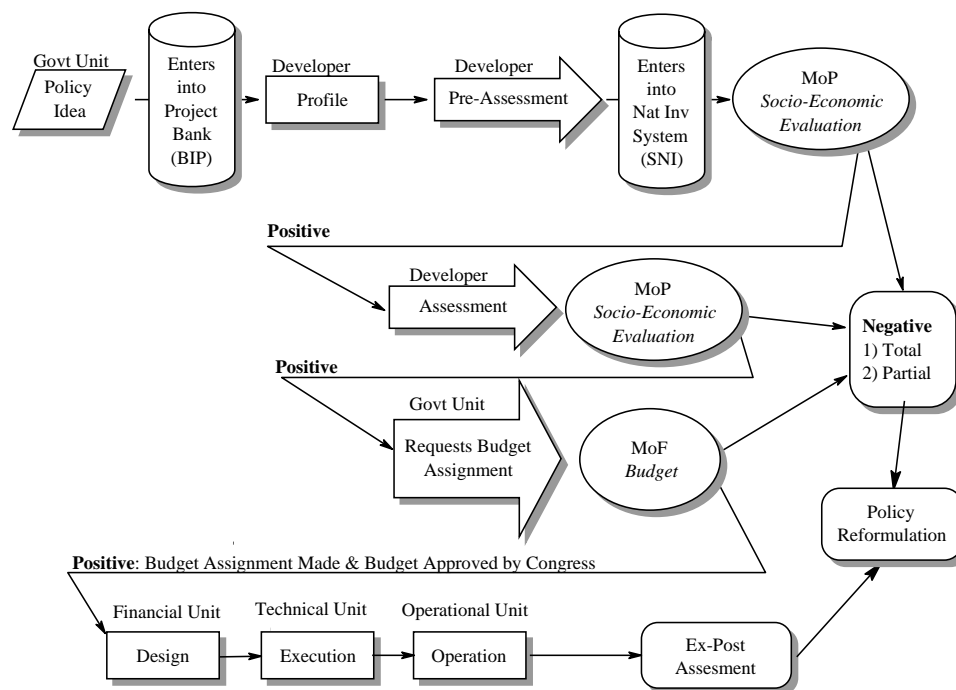 Govt Unit
Policy
Idea
Enters
into
Project
Bank
(BIP)
Developer
Profile
Developer
Pre-Assessment
Enters
into
Nat Inv
System
(SNI)
MoP
Socio-Economic
Evaluation
Positive
Developer
Assessment
MoP
Socio-Economic
Evaluation
Negative
1) Total
2) Partial
Positive
Govt Unit
Requests Budget
Assignment
MoF
Budget
Policy
Reformulation
Positive: Budget Assignment Made & Budget Approved by Congress
Financial Unit
Design
Technical Unit
Execution
Operational Unit
Operation
Ex-Post
Assesment